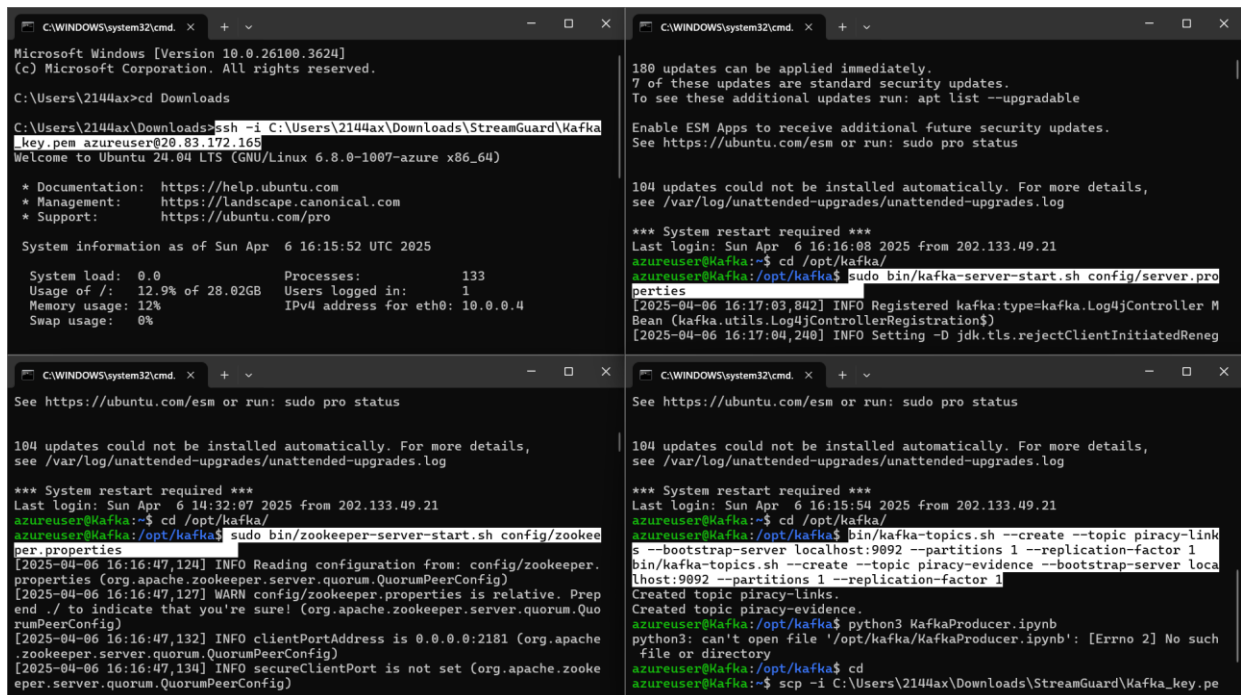 C:\WINDOWS\system32\cmd.
Microsoft Windows [Version 10.0.26100.3624]
(c) Microsoft Corporation. All rights reserved.
C:\Users\2144ax>cd Downloads
C:\Users\2144ax\Downloads>ssh -i C:\Users\2144ax\Downloads\StreamGuard\Kafka
_key.pem azureuser@20.83.172.165
Welcome to Ubuntu 24.04 LTS (GNU/Linux 6.8.0-1007-azure x86_64)
* Documentation:  https://help.ubuntu.com
* Management:     https://landscape.canonical.com
* Support:        https://ubuntu.com/pro
System information as of Sun Apr  6 16:15:52 UTC 2025
System load:  0.0                Processes:             133
Usage of /:   12.9% of 28.02GB   Users logged in:       1
Memory usage: 12%                IPv4 address for eth0: 10.0.0.4
Swap usage:   0%
C:\WINDOWS\system32\cmd.
180 updates can be applied immediately.
7 of these updates are standard security updates.
To see these additional updates run: apt list --upgradable
Enable ESM Apps to receive additional future security updates.
See https://ubuntu.com/esm or run: sudo pro status
104 updates could not be installed automatically. For more details,
see /var/log/unattended-upgrades/unattended-upgrades.log
*** System restart required ***
Last login: Sun Apr  6 16:16:08 2025 from 202.133.49.21
azureuser@Kafka:~$ cd /opt/kafka/
azureuser@Kafka:/opt/kafka$ sudo bin/kafka-server-start.sh config/server.pro
perties
[2025-04-06 16:17:03,842] INFO Registered kafka:type=kafka.Log4jController M
Bean (kafka.utils.Log4jControllerRegistration$)
[2025-04-06 16:17:04,240] INFO Setting -D jdk.tls.rejectClientInitiatedReneg
C:\WINDOWS\system32\cmd.
See https://ubuntu.com/esm or run: sudo pro status
104 updates could not be installed automatically. For more details,
see /var/log/unattended-upgrades/unattended-upgrades.log
*** System restart required ***
Last login: Sun Apr  6 14:32:07 2025 from 202.133.49.21
azureuser@Kafka:~$ cd /opt/kafka/
azureuser@Kafka:/opt/kafka$ sudo bin/zookeeper-server-start.sh config/zookee
per.properties
[2025-04-06 16:16:47,124] INFO Reading configuration from: config/zookeeper.
properties (org.apache.zookeeper.server.quorum.QuorumPeerConfig)
[2025-04-06 16:16:47,127] WARN config/zookeeper.properties is relative. Prep
end ./ to indicate that you're sure! (org.apache.zookeeper.server.quorum.Quo
rumPeerConfig)
[2025-04-06 16:16:47,132] INFO clientPortAddress is 0.0.0.0:2181 (org.apache
.zookeeper.server.quorum.QuorumPeerConfig)
[2025-04-06 16:16:47,134] INFO secureClientPort is not set (org.apache.zooke
eper.server.quorum.QuorumPeerConfig)
C:\WINDOWS\system32\cmd.
See https://ubuntu.com/esm or run: sudo pro status
104 updates could not be installed automatically. For more details,
see /var/log/unattended-upgrades/unattended-upgrades.log
*** System restart required ***
Last login: Sun Apr  6 16:15:54 2025 from 202.133.49.21
azureuser@Kafka:~$ cd /opt/kafka/
azureuser@Kafka:/opt/kafka$ bin/kafka-topics.sh --create --topic piracy-link
s --bootstrap-server localhost:9092 --partitions 1 --replication-factor 1
bin/kafka-topics.sh --create --topic piracy-evidence --bootstrap-server loca
lhost:9092 --partitions 1 --replication-factor 1
Created topic piracy-links.
Created topic piracy-evidence.
azureuser@Kafka:/opt/kafka$ python3 KafkaProducer.ipynb
python3: can't open file '/opt/kafka/KafkaProducer.ipynb': [Errno 2] No such
file or directory
azureuser@Kafka:/opt/kafka$ cd
azureuser@Kafka:~$ scp -i C:\Users\2144ax\Downloads\StreamGuard\Kafka_key.pe